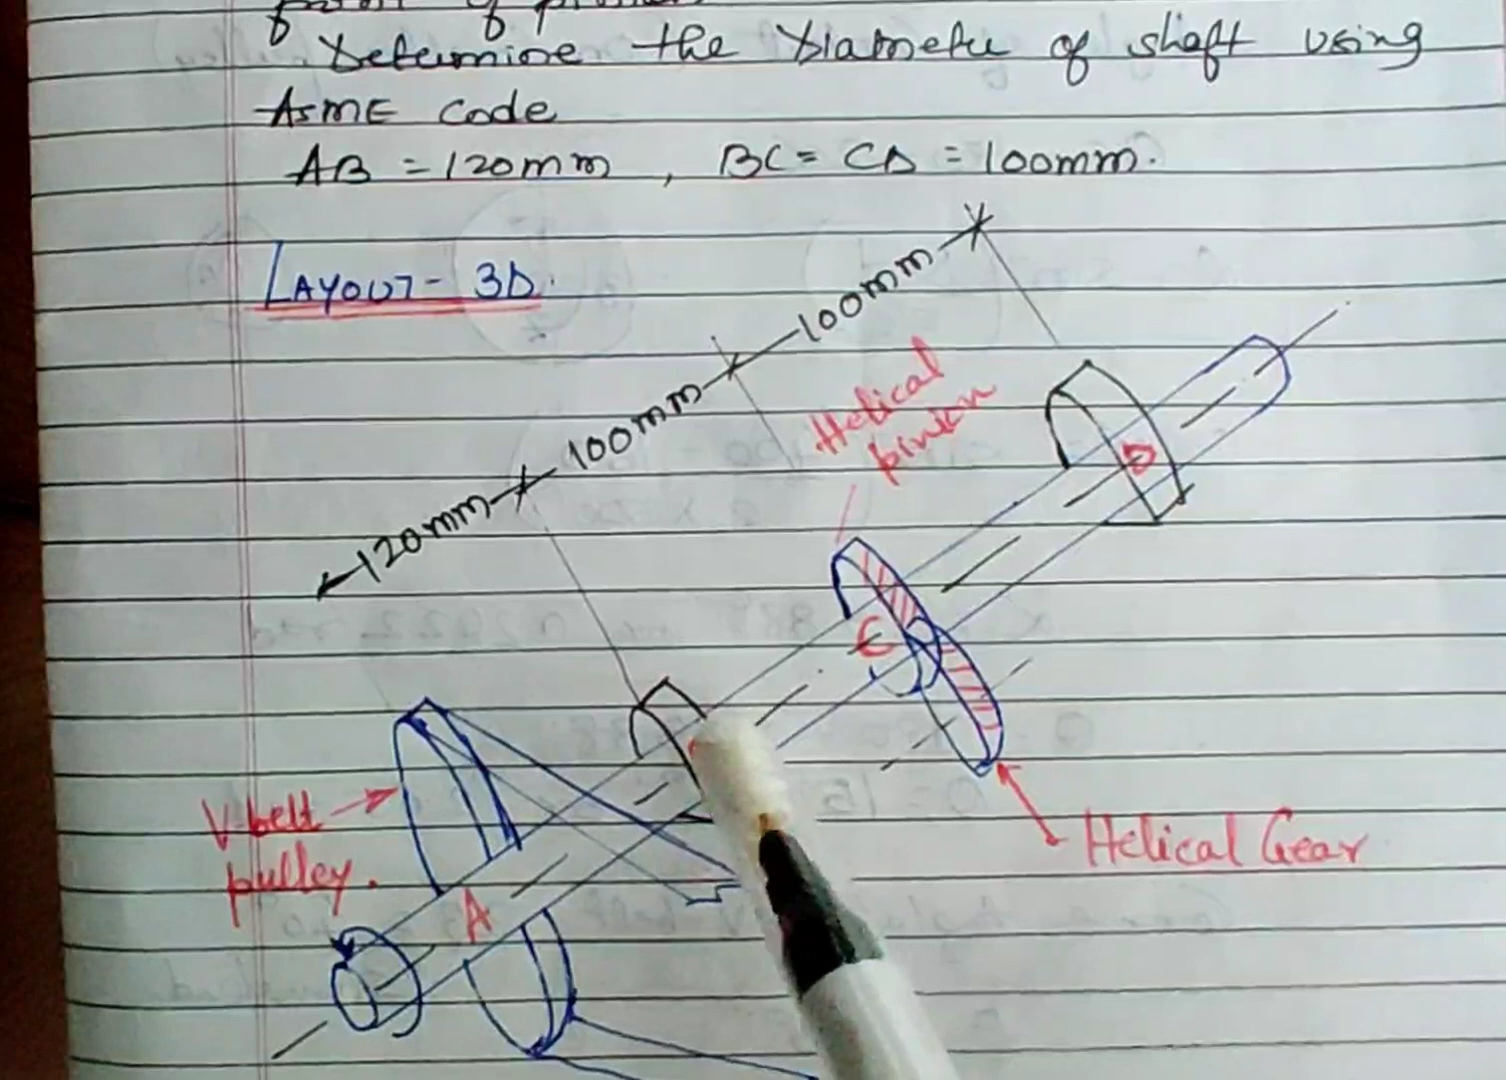 Determine the Diameter of shaft using
ASME Code
AB = 120mm , BC = CD = 100mm.
LAYOUT - 3D.
100mm
100mm
120mm
Helical
pinion
D
C
V-belt
pulley.
A
Helical Gear